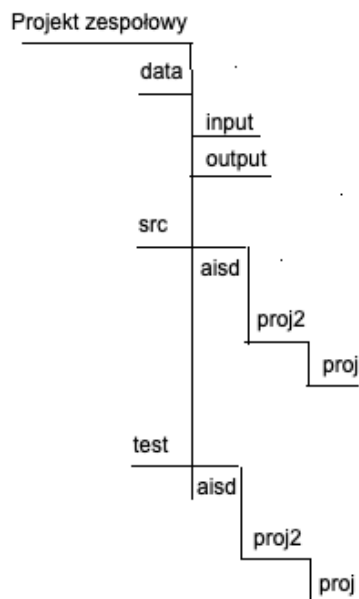 Projekt zespołowy
data
input
output
src
aisd
proj2
proj
test
aisd
proj2
proj